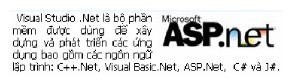 Visual Studio .Net là bộ phần
mềm được dùng để xây
dựng và phát triển các ứng
dụng bao gồm các ngôn ngữ
lập trình: C++.Net, Visual Basic.Net, ASP.Net, C# và J#.
Microsoft
ASP.net